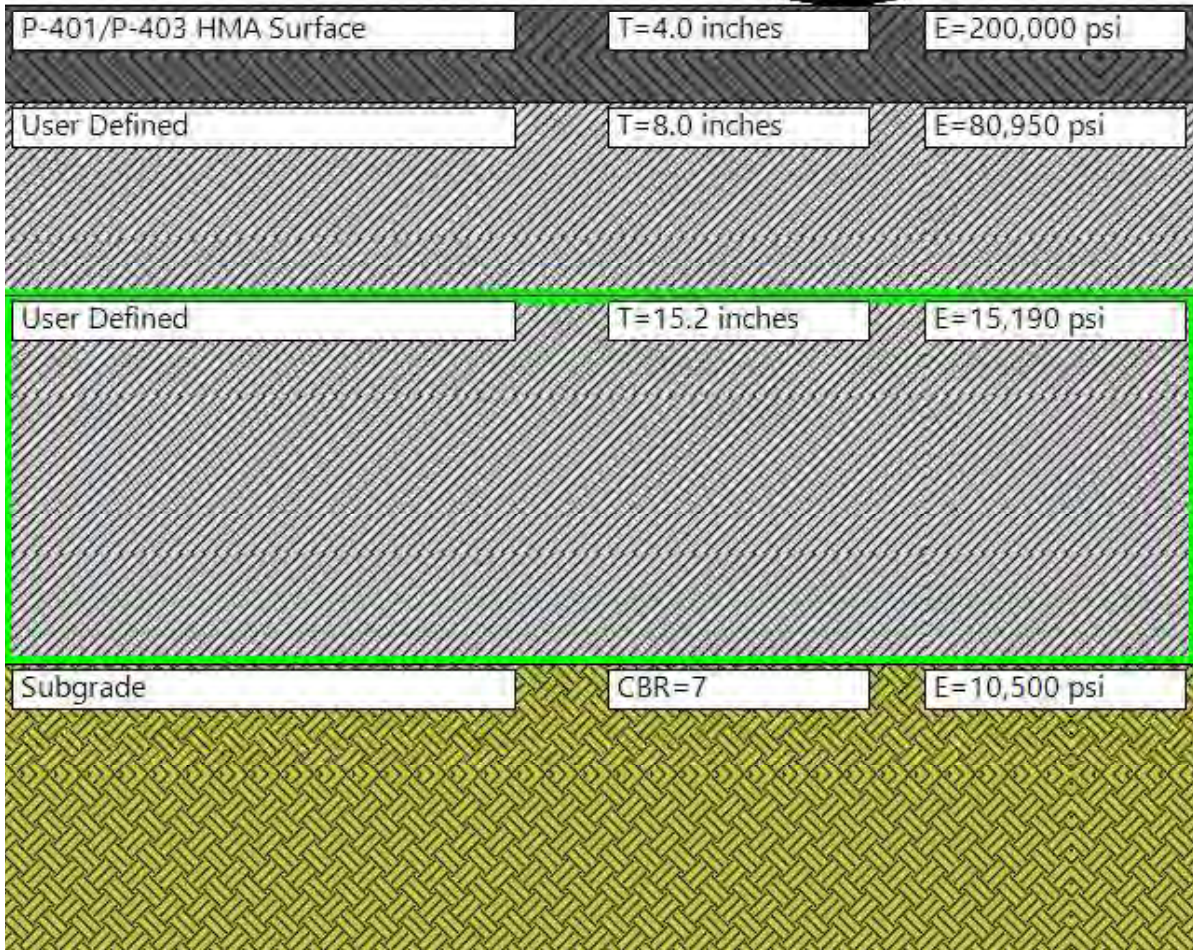 P-401/P-403 HMA Surface T=4.0 inches E=200,000 psi
User Defined T=8.0 inches E=80,950 psi
User Defined T=15.2 inches E=15,190 psi
Subgrade CBR=7 E=10,500 psi